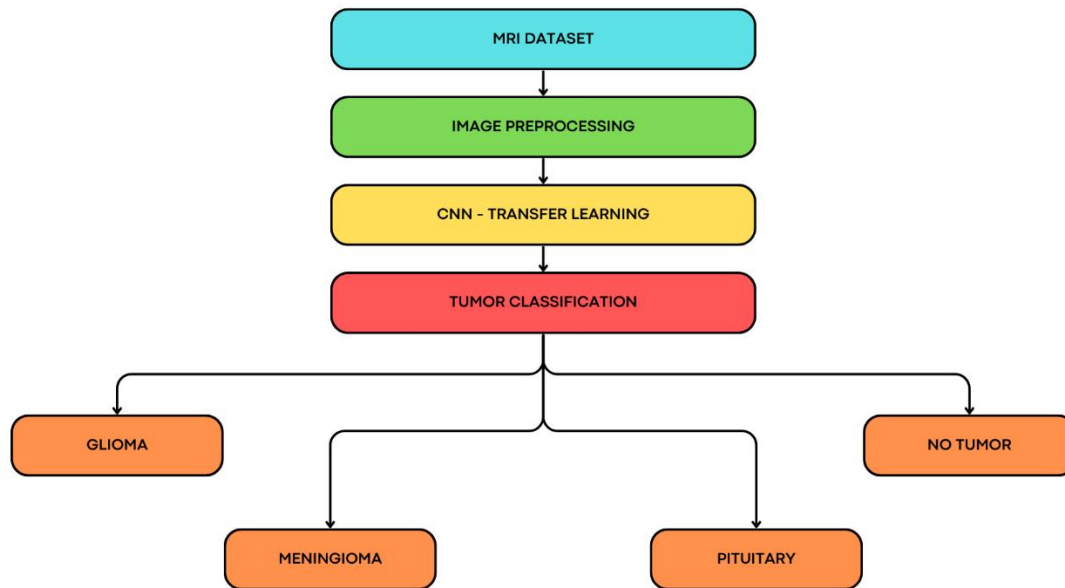 MRI DATASET
IMAGE PREPROCESSING
CNN - TRANSFER LEARNING
TUMOR CLASSIFICATION
GLIOMA
NO TUMOR
MENINGIOMA
PITUITARY